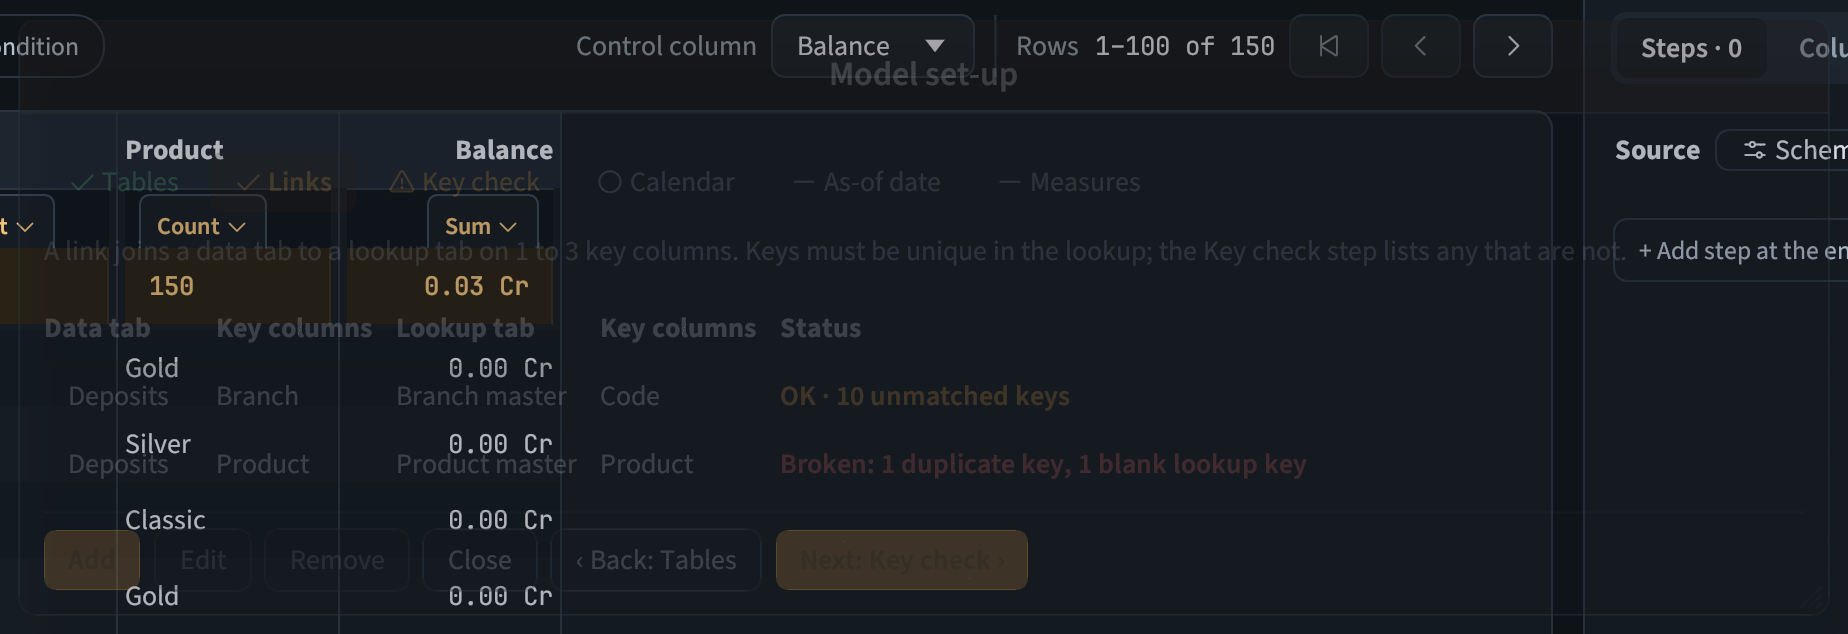 ndition Control column Balance Rows 1-100 of 150 Steps · 0 Colu
Model set-up
Product Balance Source Schem
Tables Links Key check Calendar As-of date Measures
t Count Sum
A link joins a data tab to a lookup tab on 1 to 3 key columns. Keys must be unique in the lookup; the Key check step lists any that are not.
+ Add step at the en
150 0.03 Cr
Data tab Key columns Lookup tab Key columns Status
Gold 0.00 Cr
Deposits Branch Branch master Code OK · 10 unmatched keys
Silver 0.00 Cr
Deposits Product Product master Product Broken: 1 duplicate key, 1 blank lookup key
Classic 0.00 Cr
Add Edit Remove Close ‹ Back: Tables Next: Key check ›
Gold 0.00 Cr